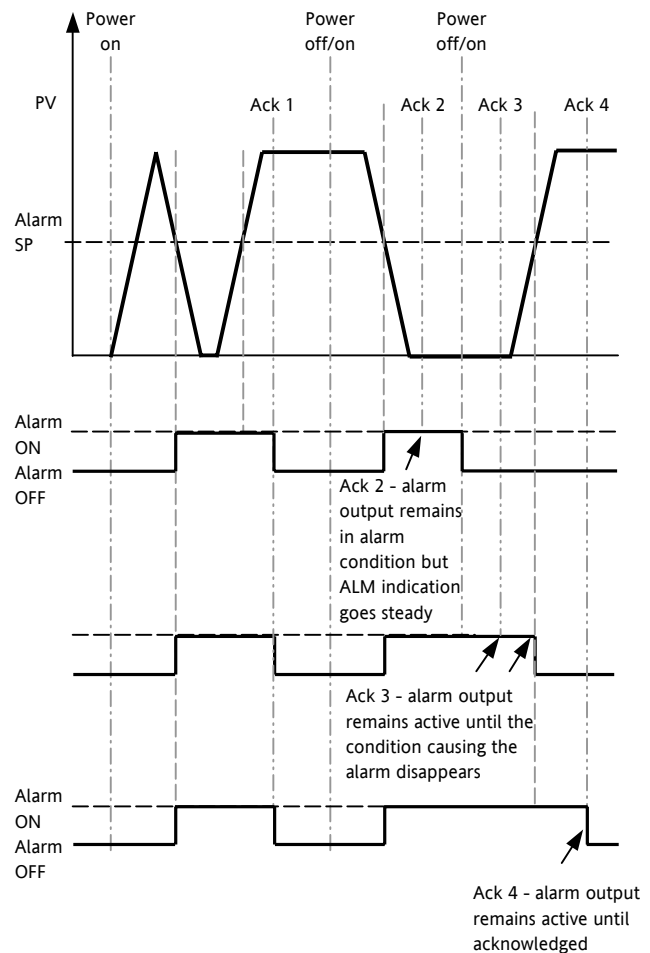 Power
on
Power
off/on
Power
off/on
PV
Ack 1
Ack 2
Ack 3
Ack 4
Alarm
SP
Alarm
ON
Alarm
OFF
Ack 2 - alarm
output remains
in alarm
condition but
ALM indication
goes steady
Ack 3 - alarm output
remains active until the
condition causing the
alarm disappears
Alarm
ON
Alarm
OFF
Ack 4 - alarm output
remains active until
acknowledged